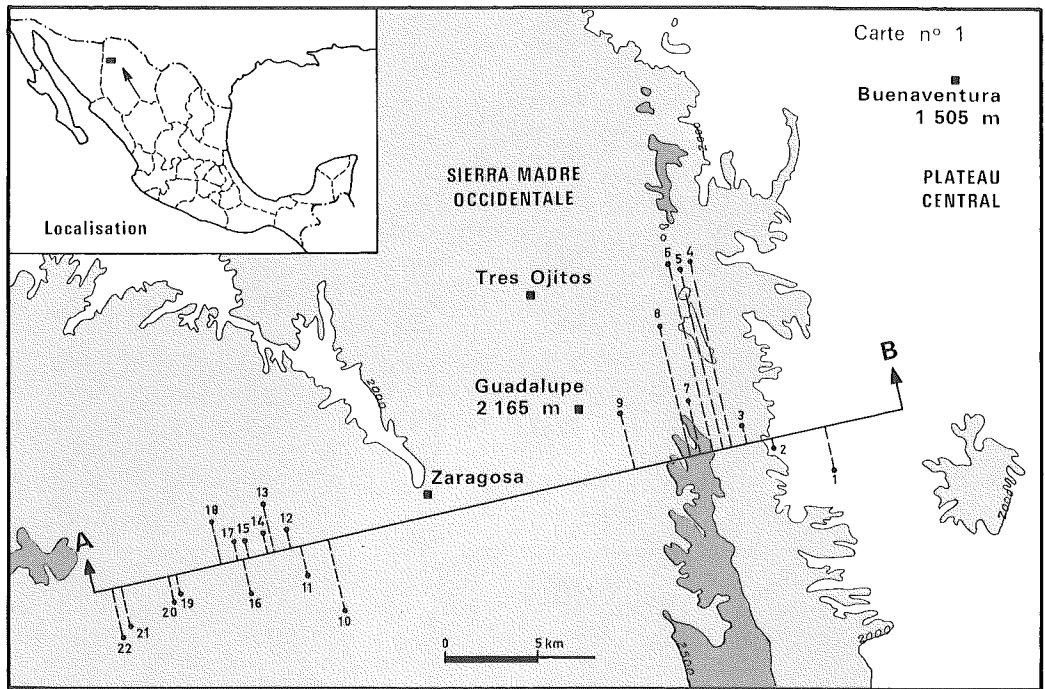 Carte nº 1
Buenaventura
1 505 m
SIERRA MADRE
OCCIDENTALE
PLATEAU
CENTRAL
Localisation
2000
6
5
4
Tres Ojitos
8
2000
B
Guadalupe
2 165 m
7
9
3
2
Zaragosa
1
13
18
12
17
15
14
2000
A
11
16
19
20
10
21
22
2000
0
5 km
2500